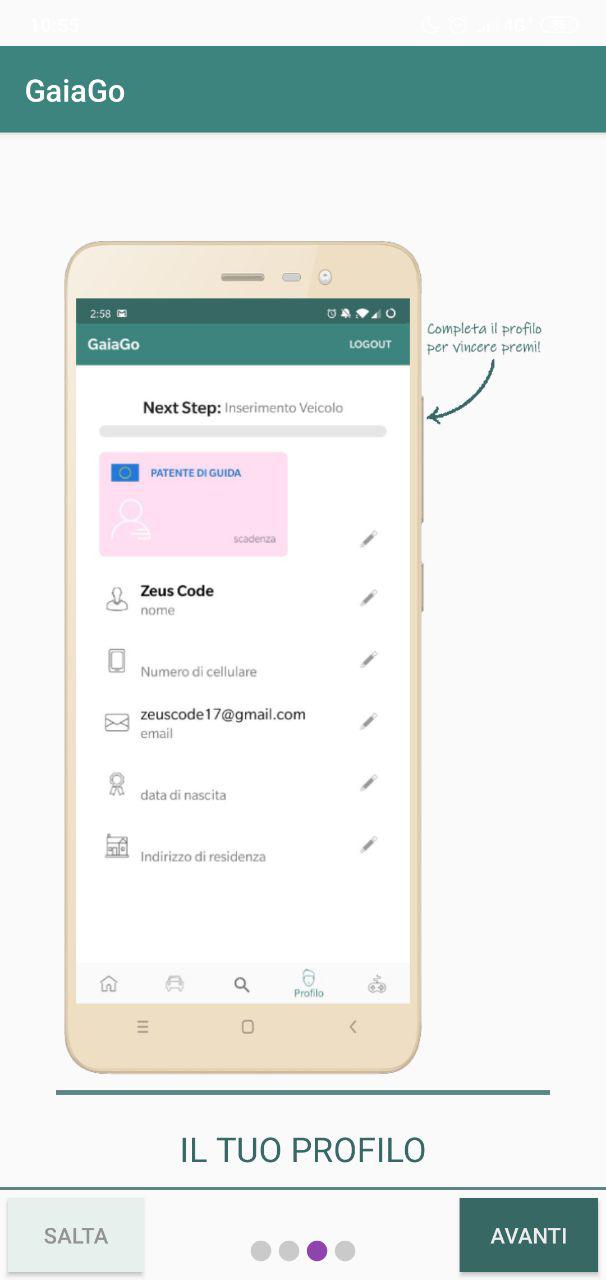 10:55
4G+
GaiaGo
2:58
GaiaGo
LOGOUT
Completa il profilo
per vincere premi!
Next Step: Inserimento Veicolo
PATENTE DI GUIDA
scadenza
Zeus Code
nome
Numero di cellulare
zeuscode17@gmail.com
email
data di nascita
Indirizzo di residenza
Profilo
IL TUO PROFILO
SALTA
AVANTI